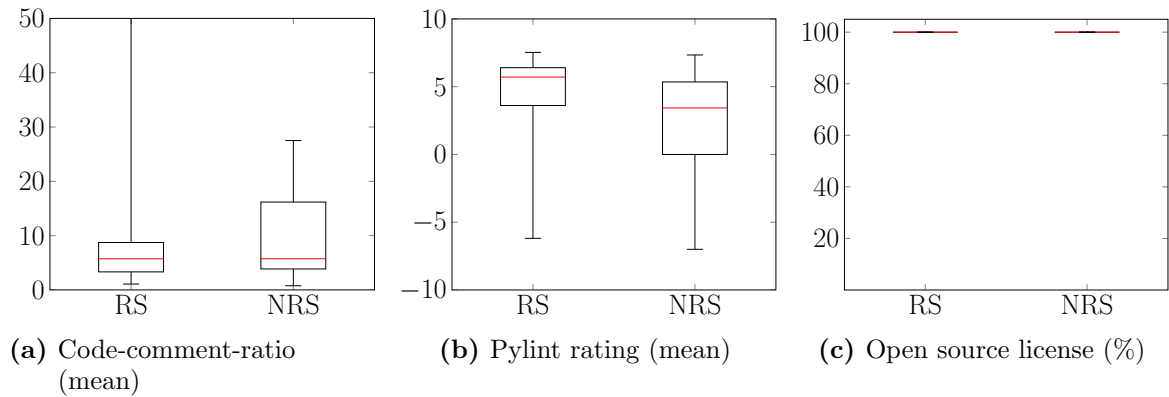 50
40
30
20
10
0
RS NRS
(a) Code-comment-ratio
(mean)
10
5
0
−5
−10
RS NRS
(b) Pylint rating (mean)
100
80
60
40
20
RS NRS
(c) Open source license (%)